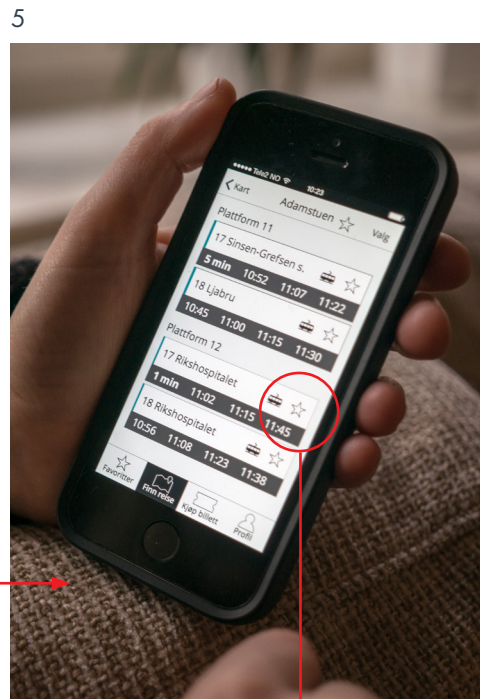 5
Tele2 NO 10:23
Kart Adamstuen Valg
Plattform 11
17 Sinsen-Grefsen s.
5 min 10:52 11:07 11:22
18 Ljabru
10:45 11:00 11:15 11:30
Plattform 12
17 Rikshospitalet
1 min 11:02 11:15 11:45
18 Rikshospitalet
10:56 11:08 11:23 11:38
Favoritter Finn reise Kjøp billett Profil